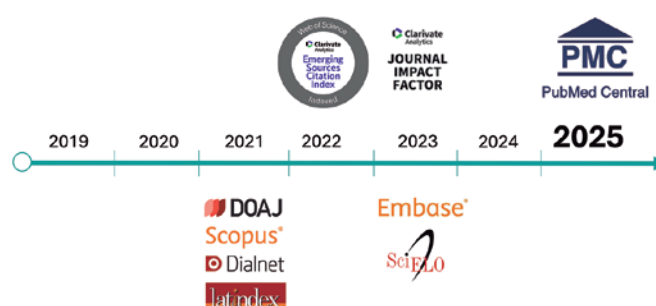 Web of Science
Clarivate
Analytics
Emerging
Sources
Citation
Index
Indexed
Clarivate
Analytics
JOURNAL
IMPACT
FACTOR
PMC
PubMed Central
2019 2020 2021 2022 2023 2024 2025
DOAJ
Scopus®
Dialnet
latindex
Embase®
SciELO